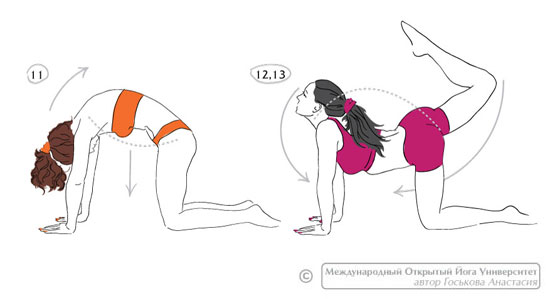 11
12,13
© Международный Открытый Йога Университет
автор Госькова Анастасия